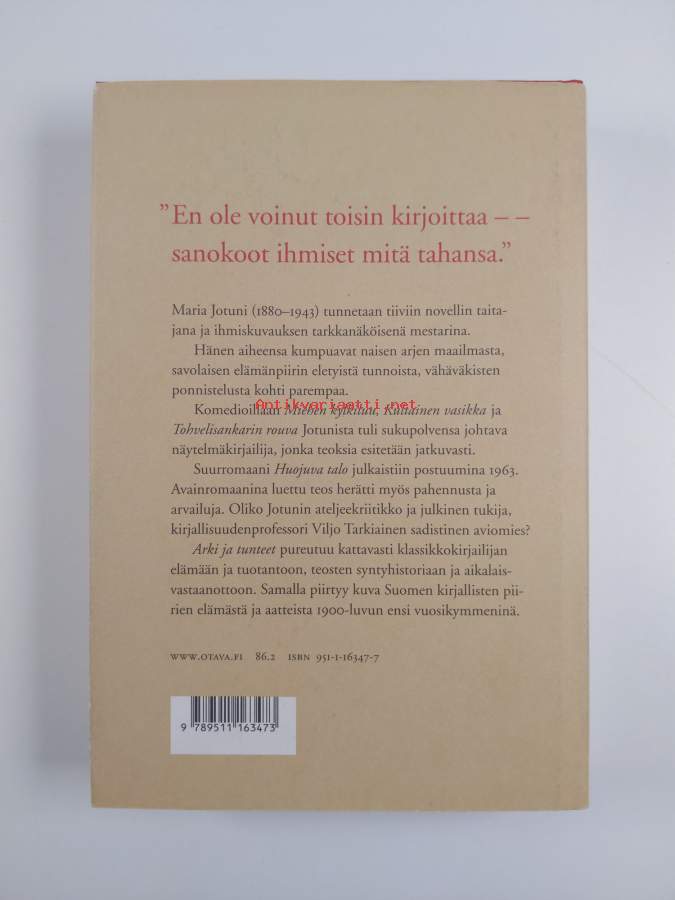 ”En ole voinut toisin kirjoittaa – –
sanokoot ihmiset mitä tahansa.”
Maria Jotuni (1880–1943) tunnetaan tiiviin novellin taita-
jana ja ihmiskuvauksen tarkkanäköisenä mestarina.
Hänen aiheensa kumpuavat naisen arjen maailmasta,
savolaisen elämänpiirin eletyistä tunnoista, vähäväkisten
ponnistelusta kohti parempaa.
Antikvariaatti.net
Komedioillaan Miehen kylkiluu, Kultainen vasikka ja
Tohvelisankarin rouva Jotunista tuli sukupolvensa johtava
näytelmäkirjailija, jonka teoksia esitetään jatkuvasti.
Suurromaani Huojuva talo julkaistiin postuumina 1963.
Avainromaanina luettu teos herätti myös pahennusta ja
arvailuja. Oliko Jotunin ateljeekriitikko ja julkinen tukija,
kirjallisuudenprofessori Viljo Tarkiainen sadistinen aviomies?
Arki ja tunteet pureutuu kattavasti klassikkokirjailijan
elämään ja tuotantoon, teosten syntyhistoriaan ja aikalais-
vastaanottoon. Samalla piirtyy kuva Suomen kirjallisten pii-
rien elämästä ja aatteista 1900-luvun ensi vuosikymmeninä.
WWW.OTAVA.FI 86.2 ISBN 951-1-16347-7
9 789511 163473